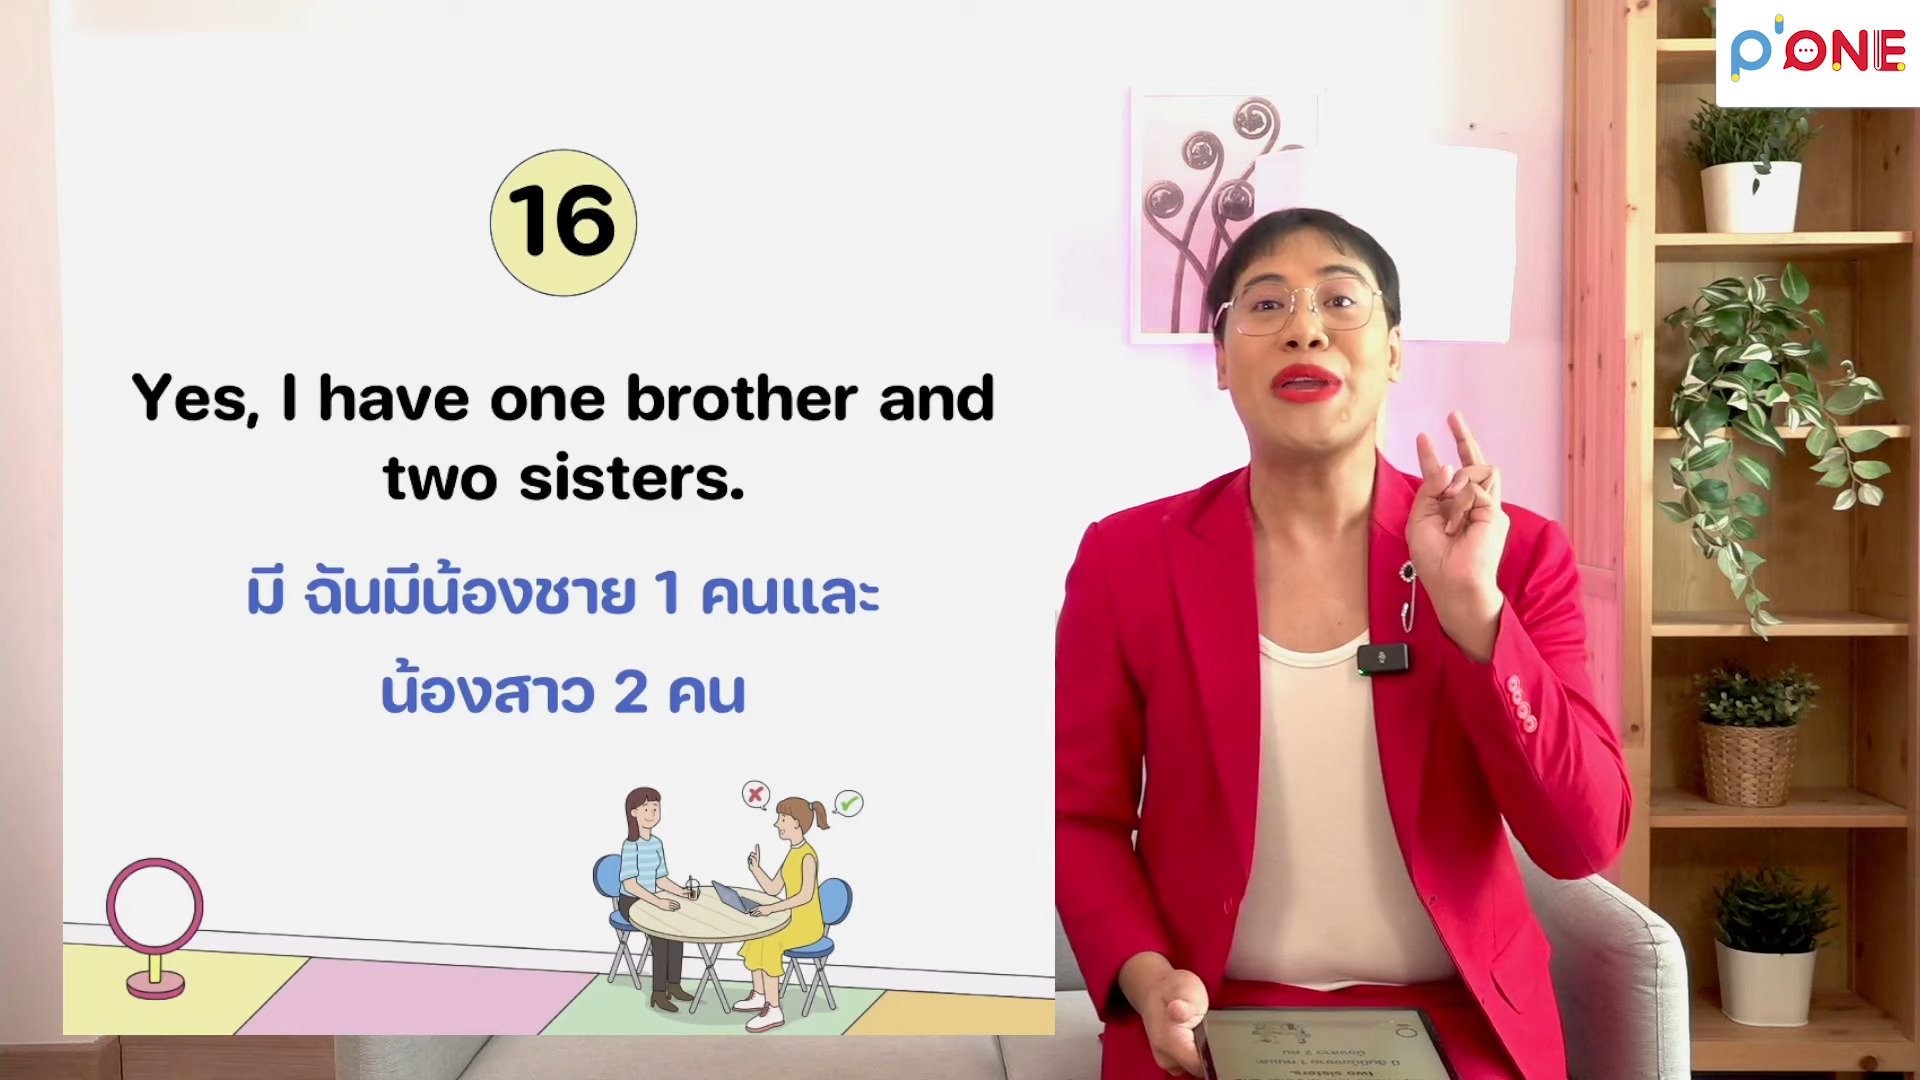 P'ONE
16
Yes, I have one brother and
two sisters.
มี ฉันมีน้องชาย 1 คนและ
น้องสาว 2 คน